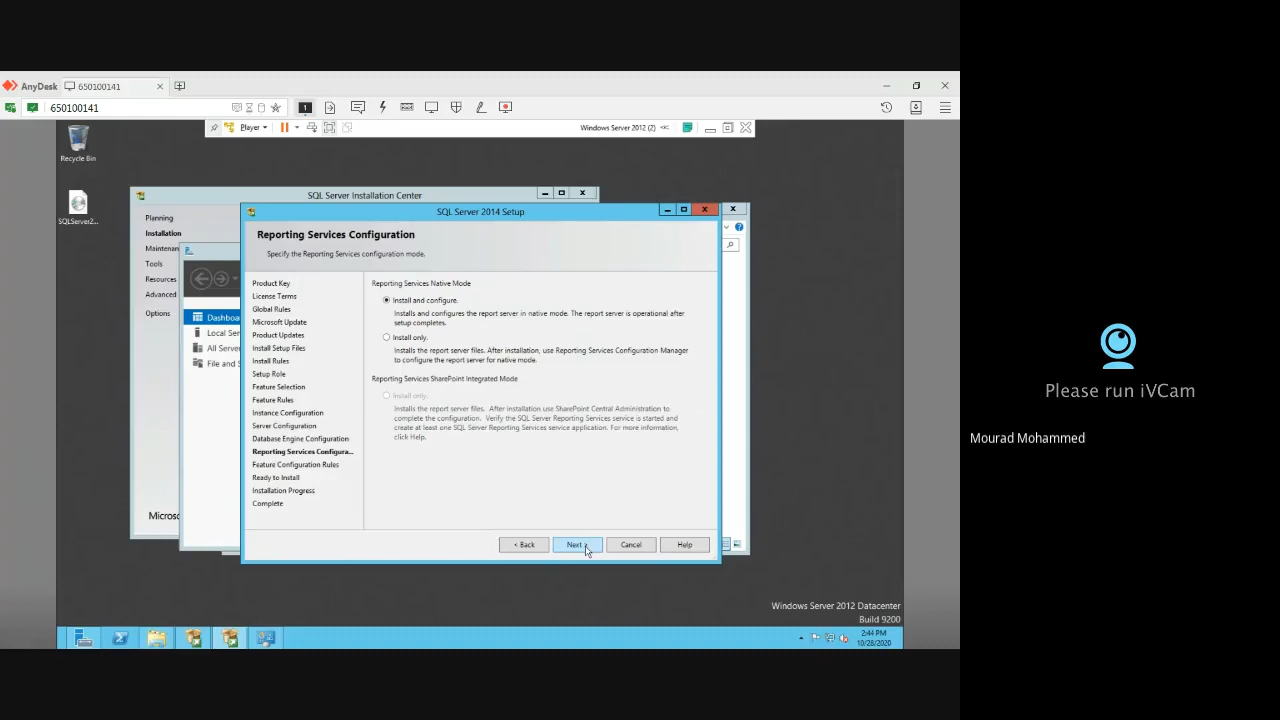 AnyDesk
650100141
650100141
1
Player
Windows Server 2012 (2)
Recycle Bin
SQLServer2...
SQL Server Installation Center
Planning
Installation
Maintenan
Tools
Resources
Advanced
Options
Microso
Dashboa
Local Ser
All Server
File and S
SQL Server 2014 Setup
Reporting Services Configuration
Specify the Reporting Services configuration mode.
Product Key
License Terms
Global Rules
Microsoft Update
Product Updates
Install Setup Files
Install Rules
Setup Role
Feature Selection
Feature Rules
Instance Configuration
Server Configuration
Database Engine Configuration
Reporting Services Configura...
Feature Configuration Rules
Ready to Install
Installation Progress
Complete
Reporting Services Native Mode
Install and configure.
Installs and configures the report server in native mode. The report server is operational after
setup completes.
Install only.
Installs the report server files. After installation, use Reporting Services Configuration Manager
to configure the report server for native mode.
Reporting Services SharePoint Integrated Mode
Install only.
Installs the report server files. After installation use SharePoint Central Administration to
complete the configuration. Verify the SQL Server Reporting Services service is started and
create at least one SQL Server Reporting Services service application. For more information,
click Help.
< Back
Next >
Cancel
Help
Windows Server 2012 Datacenter
Build 9200
2:44 PM
10/28/2020
Please run iVCam
Mourad Mohammed